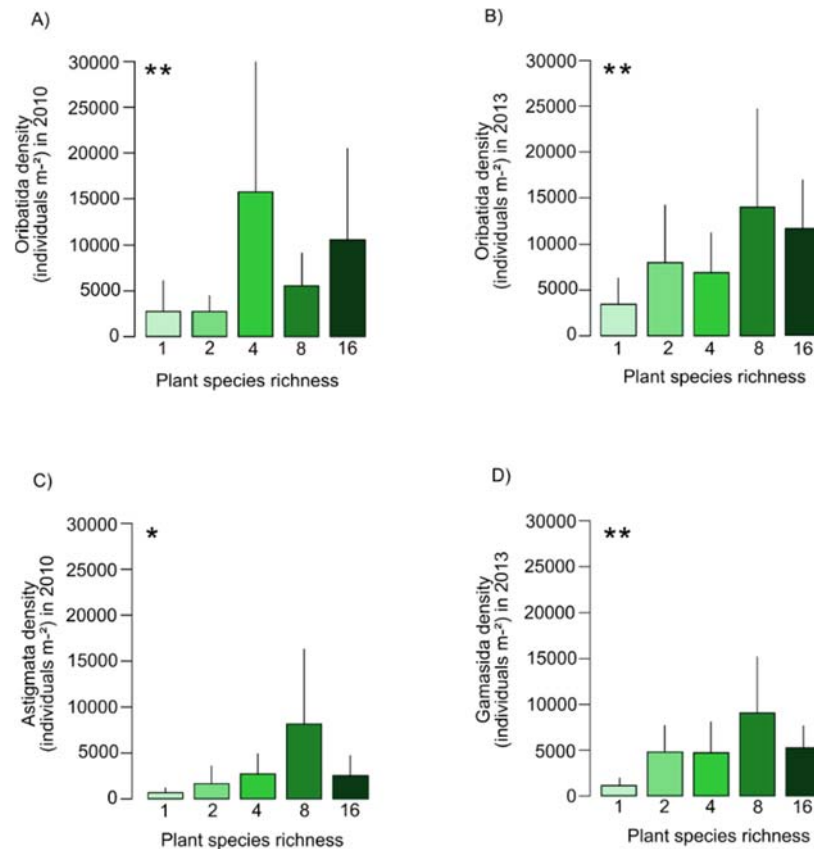 A)
**
Oribatida density
(individuals m-²) in 2010
30000
25000
20000
15000
10000
5000
0
1 2 4 8 16
Plant species richness
B)
**
Oribatida density
(individuals m-²) in 2013
30000
25000
20000
15000
10000
5000
0
1 2 4 8 16
Plant species richness
C)
*
Astigmata density
(individuals m-²) in 2010
30000
25000
20000
15000
10000
5000
0
1 2 4 8 16
Plant species richness
D)
**
Gamasida density
(individuals m-²) in 2013
30000
25000
20000
15000
10000
5000
0
1 2 4 8 16
Plant species richness